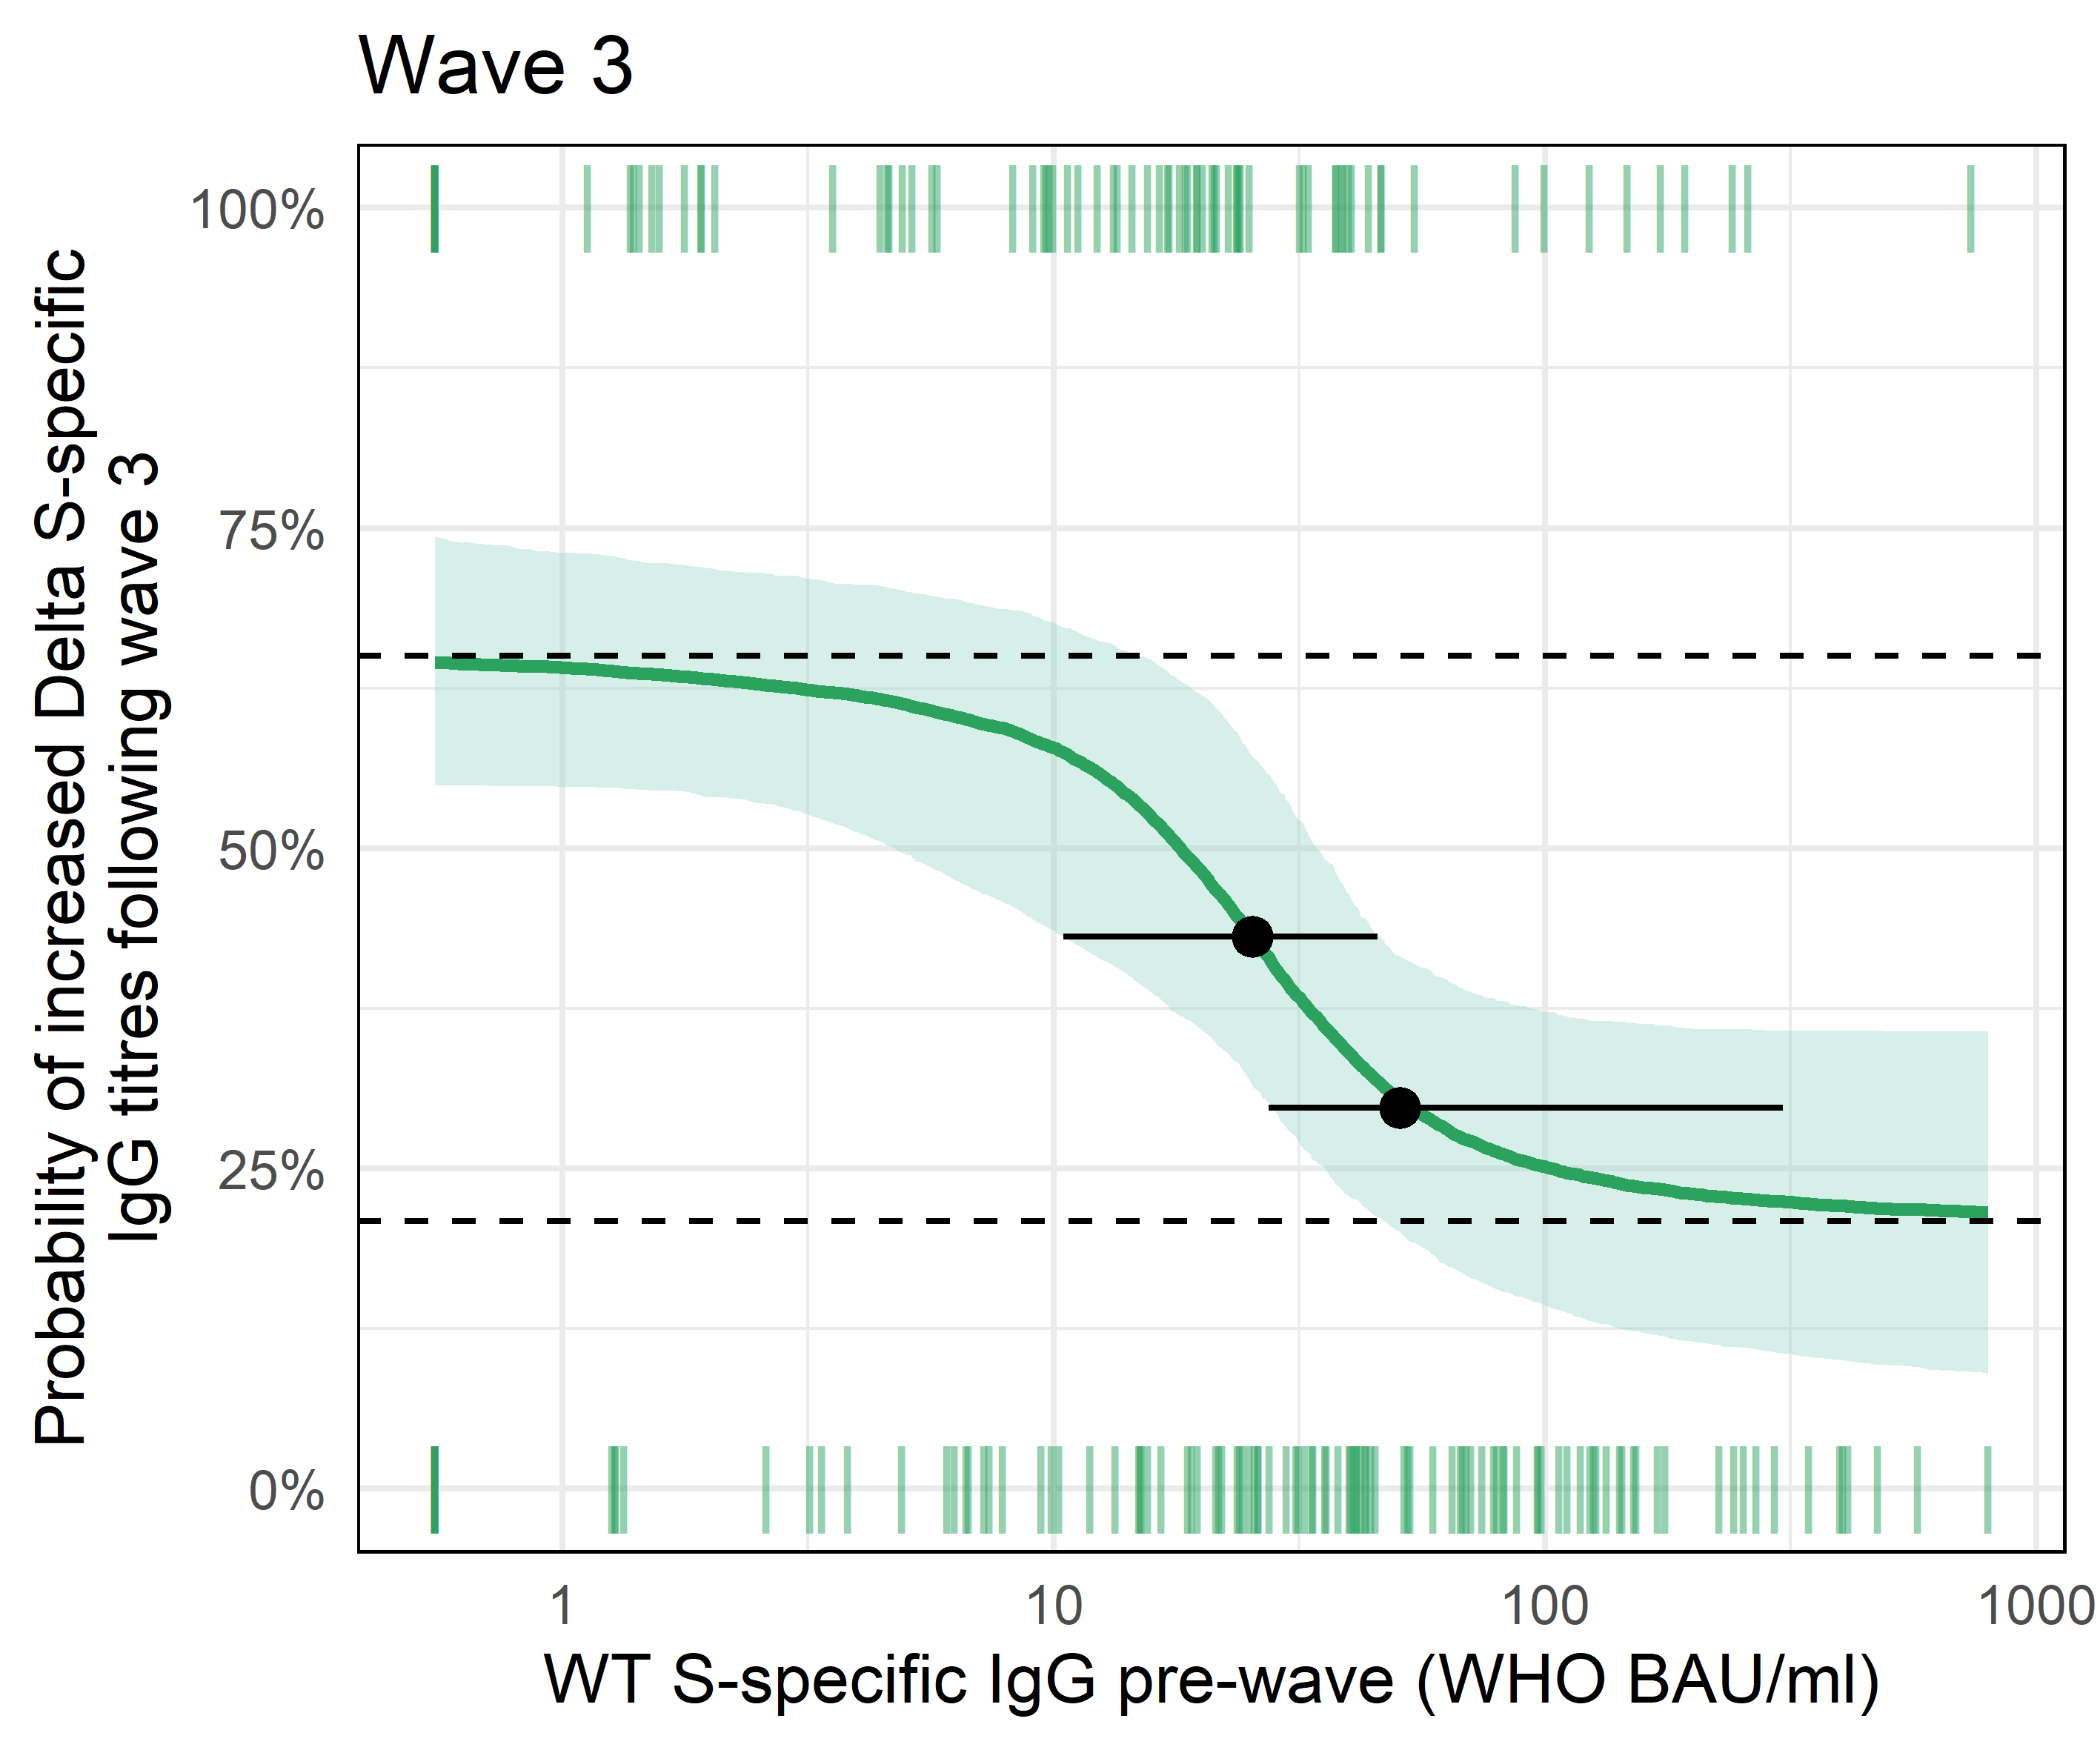 Wave 3
Probability of increased Delta S-specific
IgG titres following wave 3
100%
75%
50%
25%
0%
1
10
100
1000
WT S-specific IgG pre-wave (WHO BAU/ml)